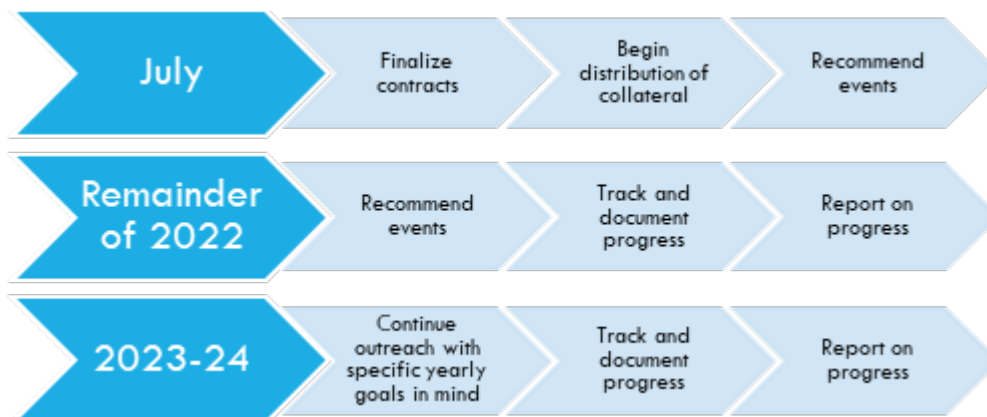 July
Finalize
contracts
Begin
distribution of
collateral
Recommend
events
Remainder
of 2022
Recommend
events
Track and
document
progress
Report on
progress
2023-24
Continue
outreach with
specific yearly
goals in mind
Track and
document
progress
Report on
progress